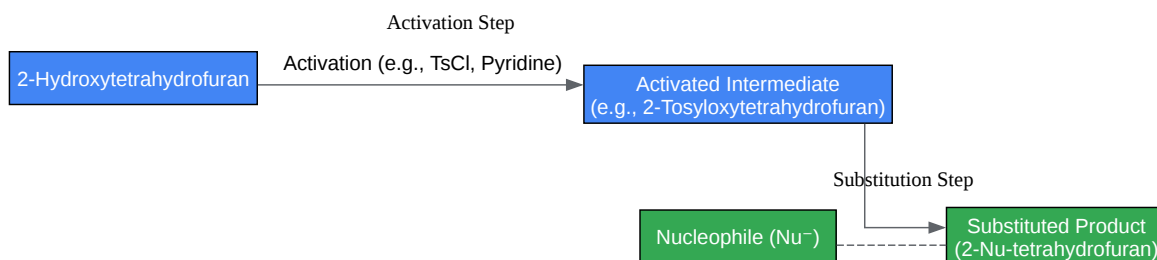 Activation Step
2-Hydroxytetrahydrofuran
Activation (e.g., TsCl, Pyridine)
Activated Intermediate
(e.g., 2-Tosyloxytetrahydrofuran)
Substitution Step
Nucleophile (Nu⁻)
Substituted Product
(2-Nu-tetrahydrofuran)